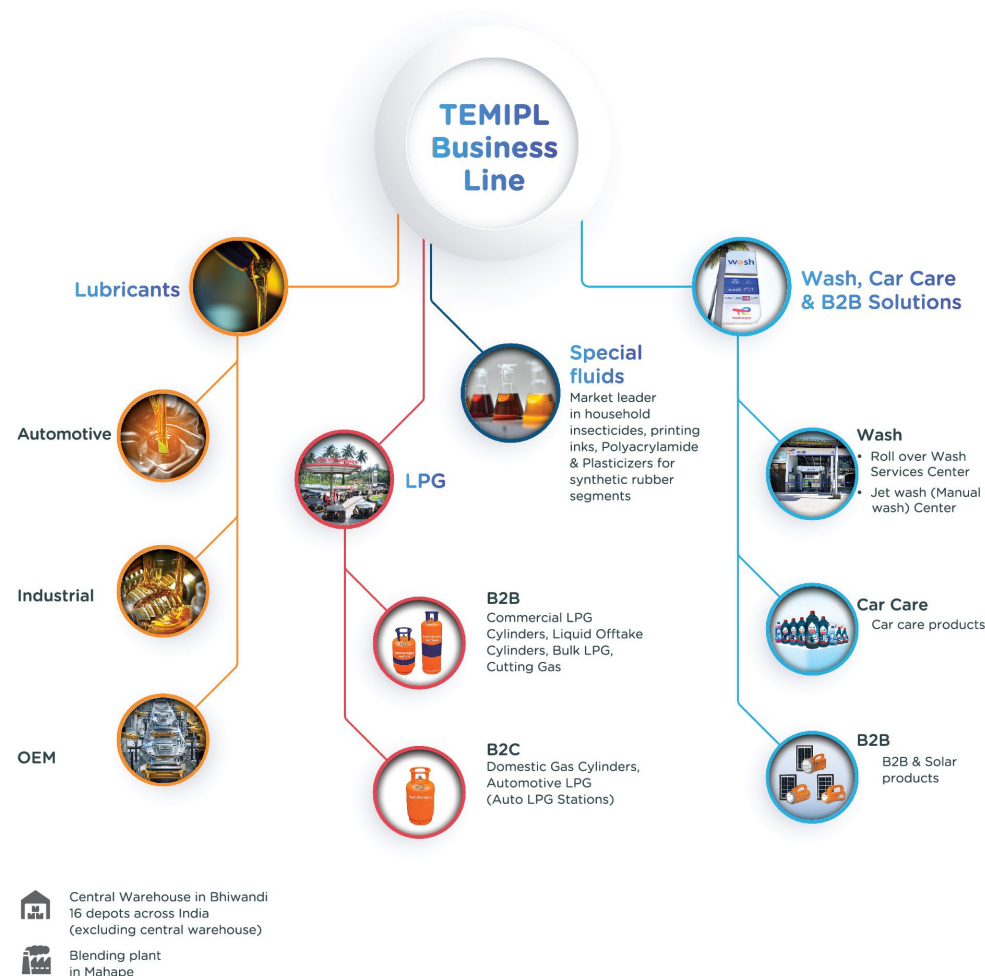 TEMIPL
Business
Line
Lubricants
Automotive
Industrial
OEM
LPG
B2B
Commercial LPG
Cylinders, Liquid Offtake
Cylinders, Bulk LPG,
Cutting Gas
B2C
Domestic Gas Cylinders,
Automotive LPG
(Auto LPG Stations)
Special
fluids
Market leader
in household
insecticides, printing
inks, Polyacrylamide
& Plasticizers for
synthetic rubber
segments
wash
Wash, Car Care
& B2B Solutions
Wash
• Roll over Wash
Services Center
• Jet wash (Manual
wash) Center
Car Care
Car care products
B2B
B2B & Solar
products
Central Warehouse in Bhiwandi
16 depots across India
(excluding central warehouse)
Blending plant
in Mahape